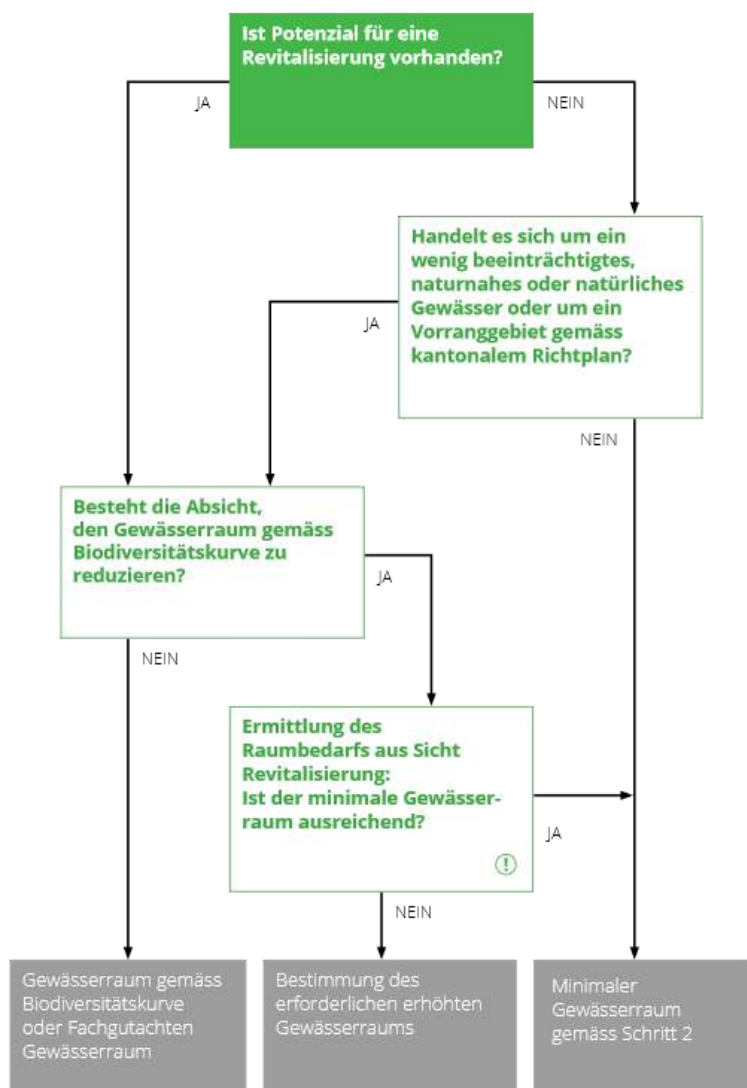 Ist Potenzial für eine
Revitalisierung vorhanden?
JA
NEIN
Handelt es sich um ein
wenig beeinträchtigtes,
naturnahes oder natürliches
Gewässer oder um ein
Vorranggebiet gemäss
kantonalem Richtplan?
JA
NEIN
Besteht die Absicht,
den Gewässerraum gemäss
Biodiversitätskurve zu
reduzieren?
JA
NEIN
Ermittlung des
Raumbedarfs aus Sicht
Revitalisierung:
Ist der minimale Gewässer-
raum ausreichend?
!
JA
NEIN
Gewässerraum gemäss
Biodiversitätskurve
oder Fachgutachten
Gewässerraum
Bestimmung des
erforderlichen erhöhten
Gewässerraums
Minimaler
Gewässerraum
gemäss Schritt 2